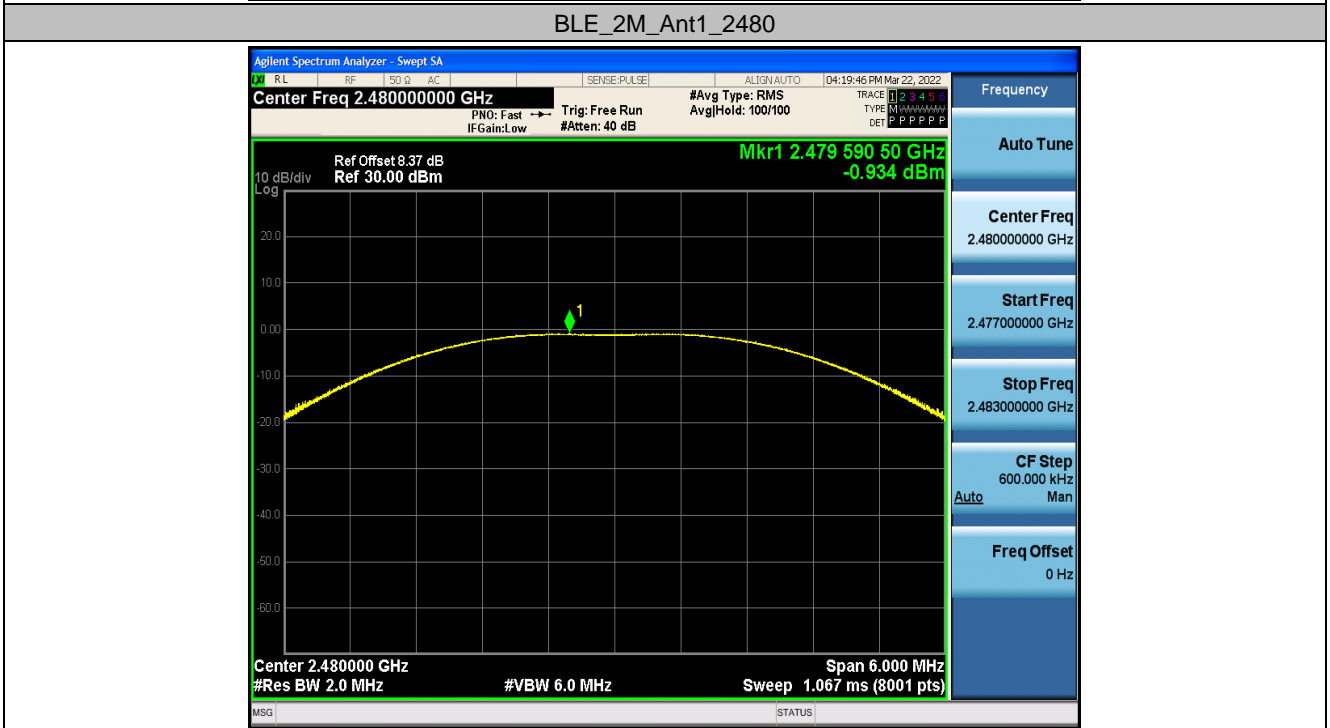 BLE_2M_Ant1_2480
Agilent Spectrum Analyzer - Swept SA
LXI RL RF 50 Ω AC SENSE:PULSE ALIGN AUTO 04:19:46 PM Mar 22, 2022
Center Freq 2.480000000 GHz
PNO: Fast
IFGain:Low
Trig: Free Run
#Atten: 40 dB
#Avg Type: RMS
Avg|Hold: 100/100
TRACE 1 2 3 4 5 6
TYPE M WWWWW
DET P P P P P P
Mkr1 2.479 590 50 GHz
-0.934 dBm
Ref Offset 8.37 dB
10 dB/div Ref 30.00 dBm
Log
20.0
10.0
0.00
-10.0
-20.0
-30.0
-40.0
-50.0
-60.0
1
Center 2.480000 GHz Span 6.000 MHz
#Res BW 2.0 MHz #VBW 6.0 MHz Sweep 1.067 ms (8001 pts)
MSG STATUS
Frequency
Auto Tune
Center Freq
2.480000000 GHz
Start Freq
2.477000000 GHz
Stop Freq
2.483000000 GHz
CF Step
600.000 kHz
Auto Man
Freq Offset
0 Hz